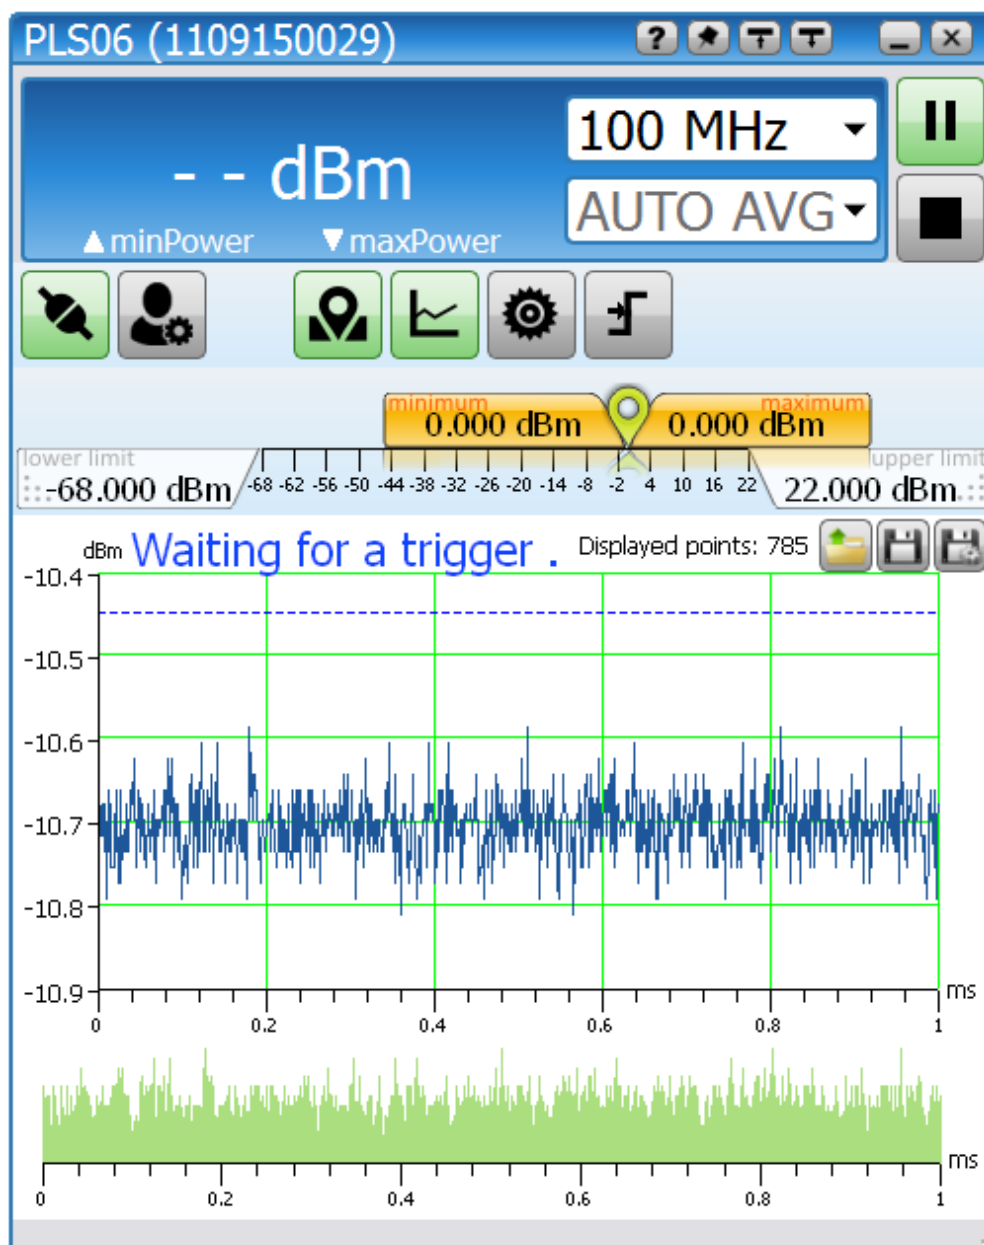 PLS06 (1109150029)
?
100 MHz
- - dBm
AUTO AVG
minPower maxPower
minimum maximum
0.000 dBm 0.000 dBm
lower limit upper limit
-68.000 dBm -68 -62 -56 -50 -44 -38 -32 -26 -20 -14 -8 -2 4 10 16 22 22.000 dBm
dBm Waiting for a trigger . Displayed points: 785
-10.4
-10.5
-10.6
-10.7
-10.8
-10.9
ms
0 0.2 0.4 0.6 0.8 1
ms
0 0.2 0.4 0.6 0.8 1